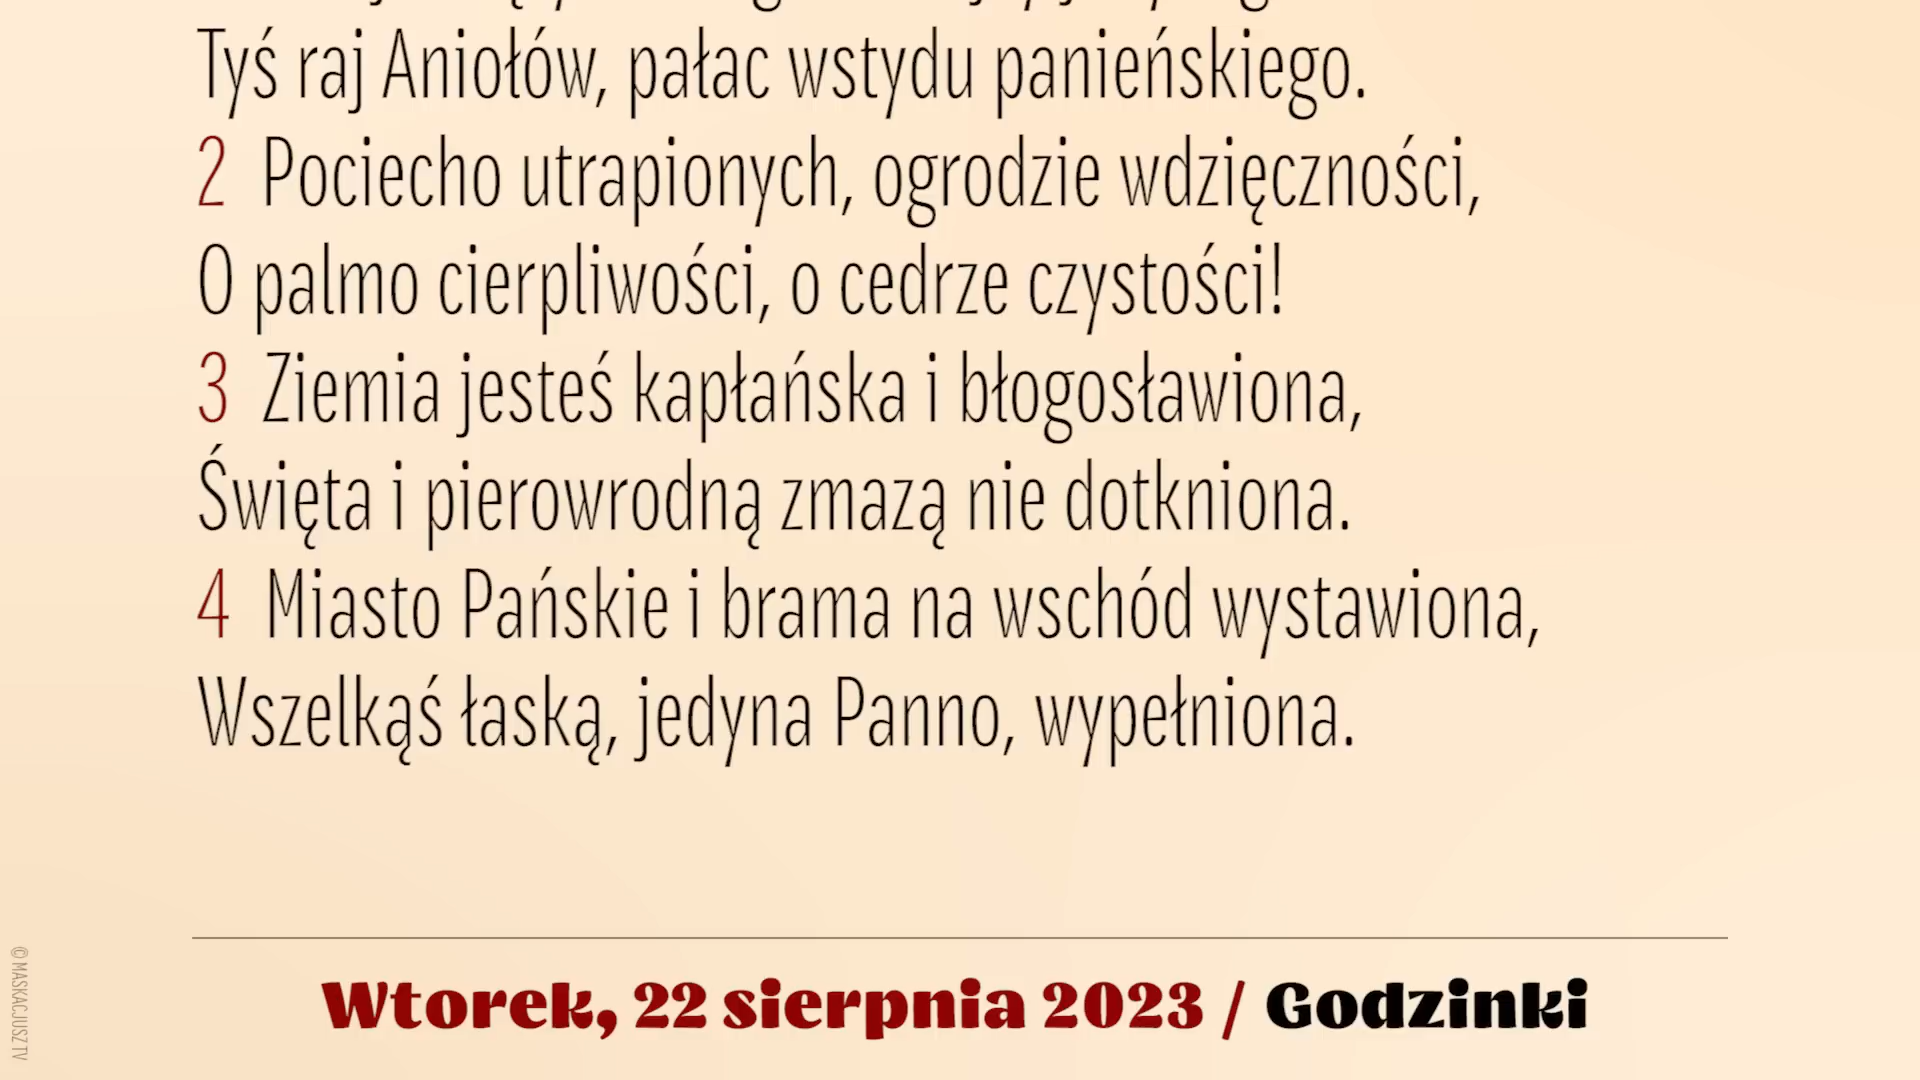 Tyś raj Aniołów, pałac wstydu panieńskiego.
2 Pociecho utrapionych, ogrodzie wdzięczności,
O palmo cierpliwości, o cedrze czystości!
3 Ziemia jesteś kapłańska i błogosławiona,
Święta i pierowrodną zmazą nie dotkniona.
4 Miasto Pańskie i brama na wschód wystawiona,
Wszelkąś łaską, jedyna Panno, wypełniona.
Wtorek, 22 sierpnia 2023 / Godzinki
© MASKACJUSZ TV